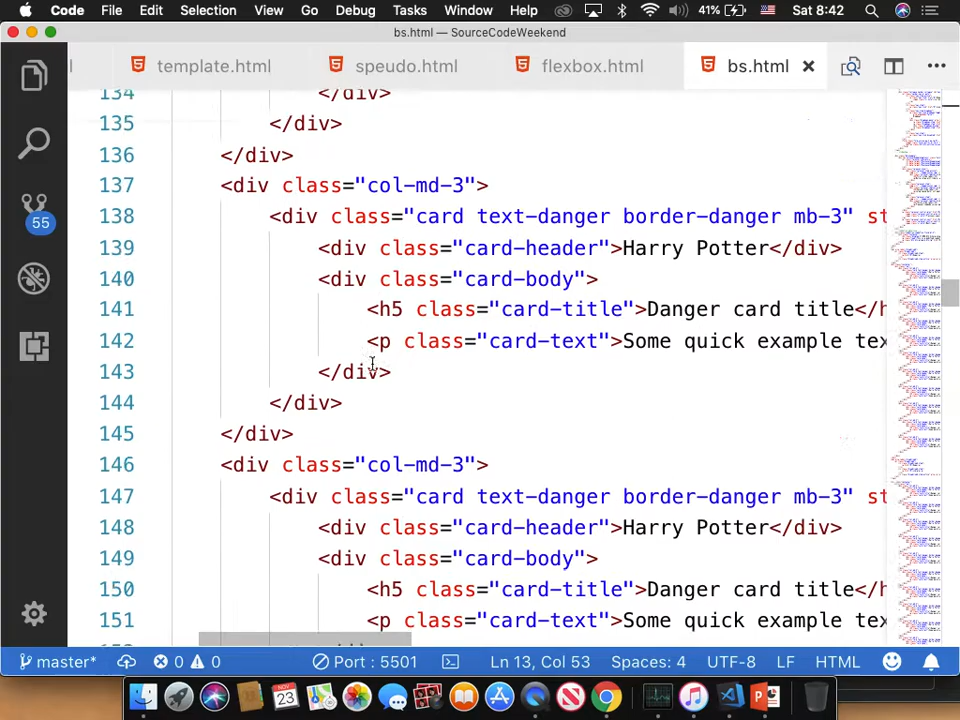 Code File Edit Selection View Go Debug Tasks Window Help 41% Sat 8:42
bs.html — SourceCodeWeekend
l template.html speudo.html flexbox.html bs.html
134 </div>
135 </div>
136 </div>
137 <div class="col-md-3">
138 <div class="card text-danger border-danger mb-3" st
139 <div class="card-header">Harry Potter</div>
140 <div class="card-body">
141 <h5 class="card-title">Danger card title</h
142 <p class="card-text">Some quick example tex
143 </div>
144 </div>
145 </div>
146 <div class="col-md-3">
147 <div class="card text-danger border-danger mb-3" st
148 <div class="card-header">Harry Potter</div>
149 <div class="card-body">
150 <h5 class="card-title">Danger card title</h
151 <p class="card-text">Some quick example tex
55
master* 0 0 Port : 5501 Ln 13, Col 53 Spaces: 4 UTF-8 LF HTML
NOV
23